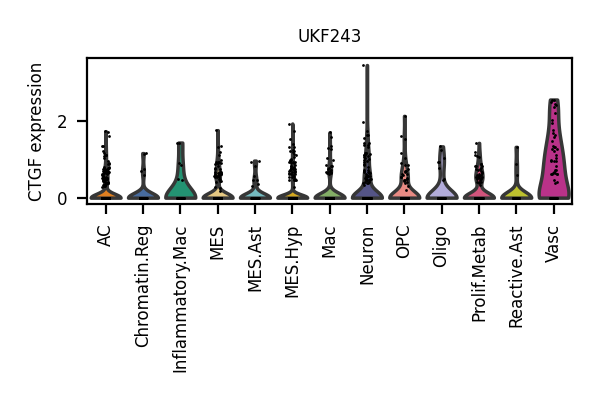 UKF243
CTGF expression
2
0
AC
Chromatin.Reg
Inflammatory.Mac
MES
MES.Ast
MES.Hyp
Mac
Neuron
OPC
Oligo
Prolif.Metab
Reactive.Ast
Vasc